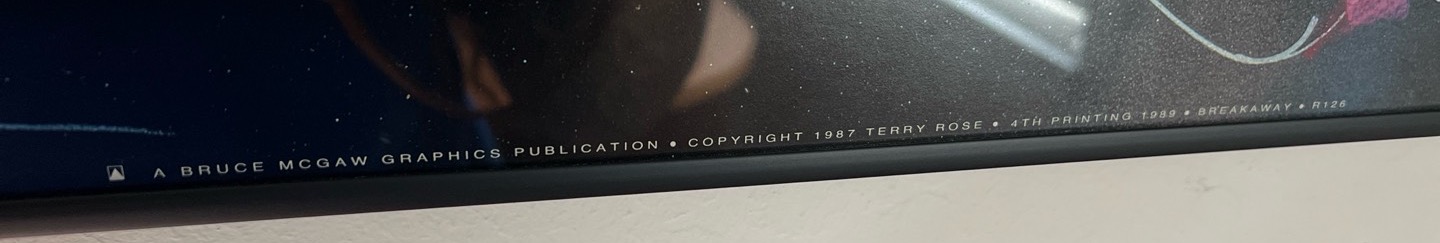 A BRUCE MCGAW GRAPHICS PUBLICATION • COPYRIGHT 1987 TERRY ROSE • 4TH PRINTING 1989 • BREAKAWAY • R126